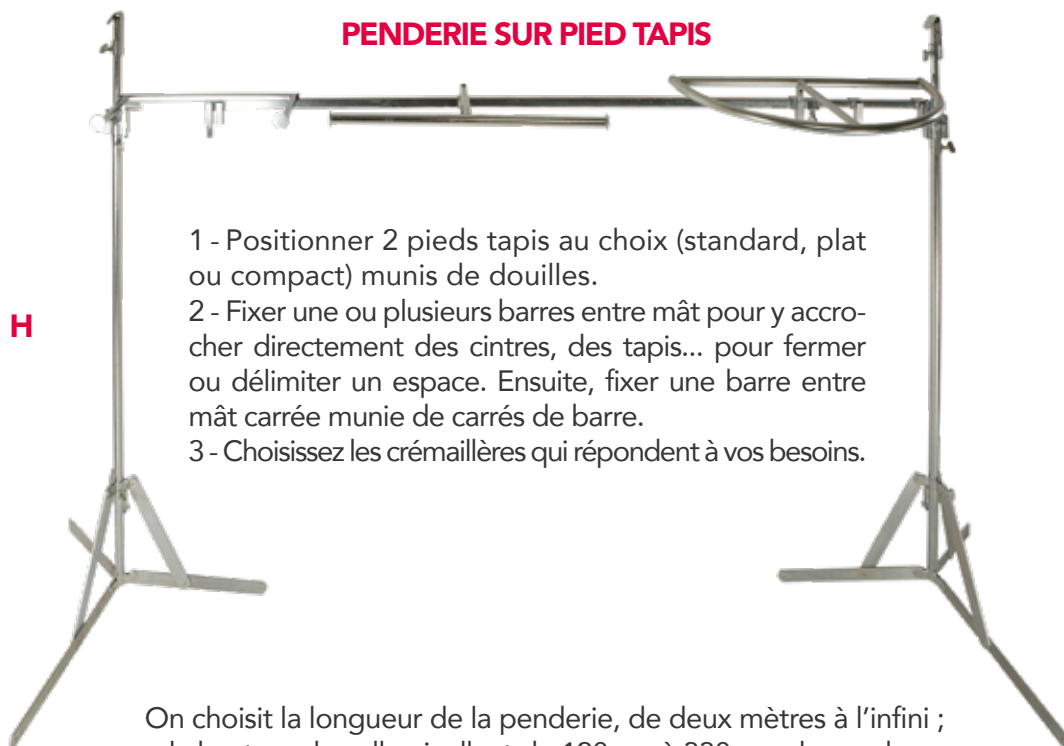 PENDERIE SUR PIED TAPIS
1 - Positionner 2 pieds tapis au choix (standard, plat
ou compact) munis de douilles.
2 - Fixer une ou plusieurs barres entre mât pour y accro-
cher directement des cintres, des tapis... pour fermer
ou délimiter un espace. Ensuite, fixer une barre entre
mât carrée munie de carrés de barre.
3 - Choisissez les crémaillères qui répondent à vos besoins.
H
On choisit la longueur de la penderie, de deux mètres à l'infini ;